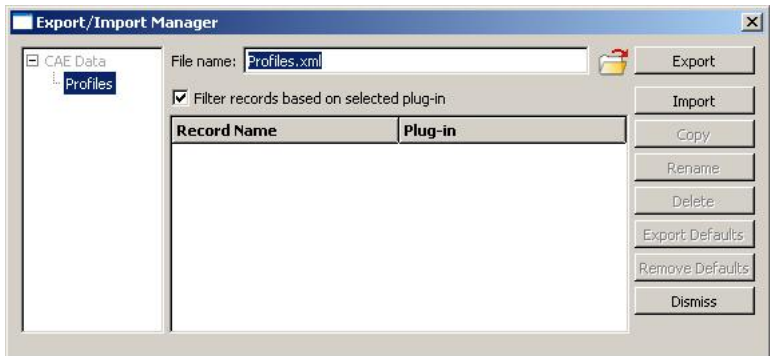 Export/Import Manager
CAE Data
Profiles
File name: Profiles.xml
Filter records based on selected plug-in
Record Name Plug-in
Export
Import
Copy
Rename
Delete
Export Defaults
Remove Defaults
Dismiss